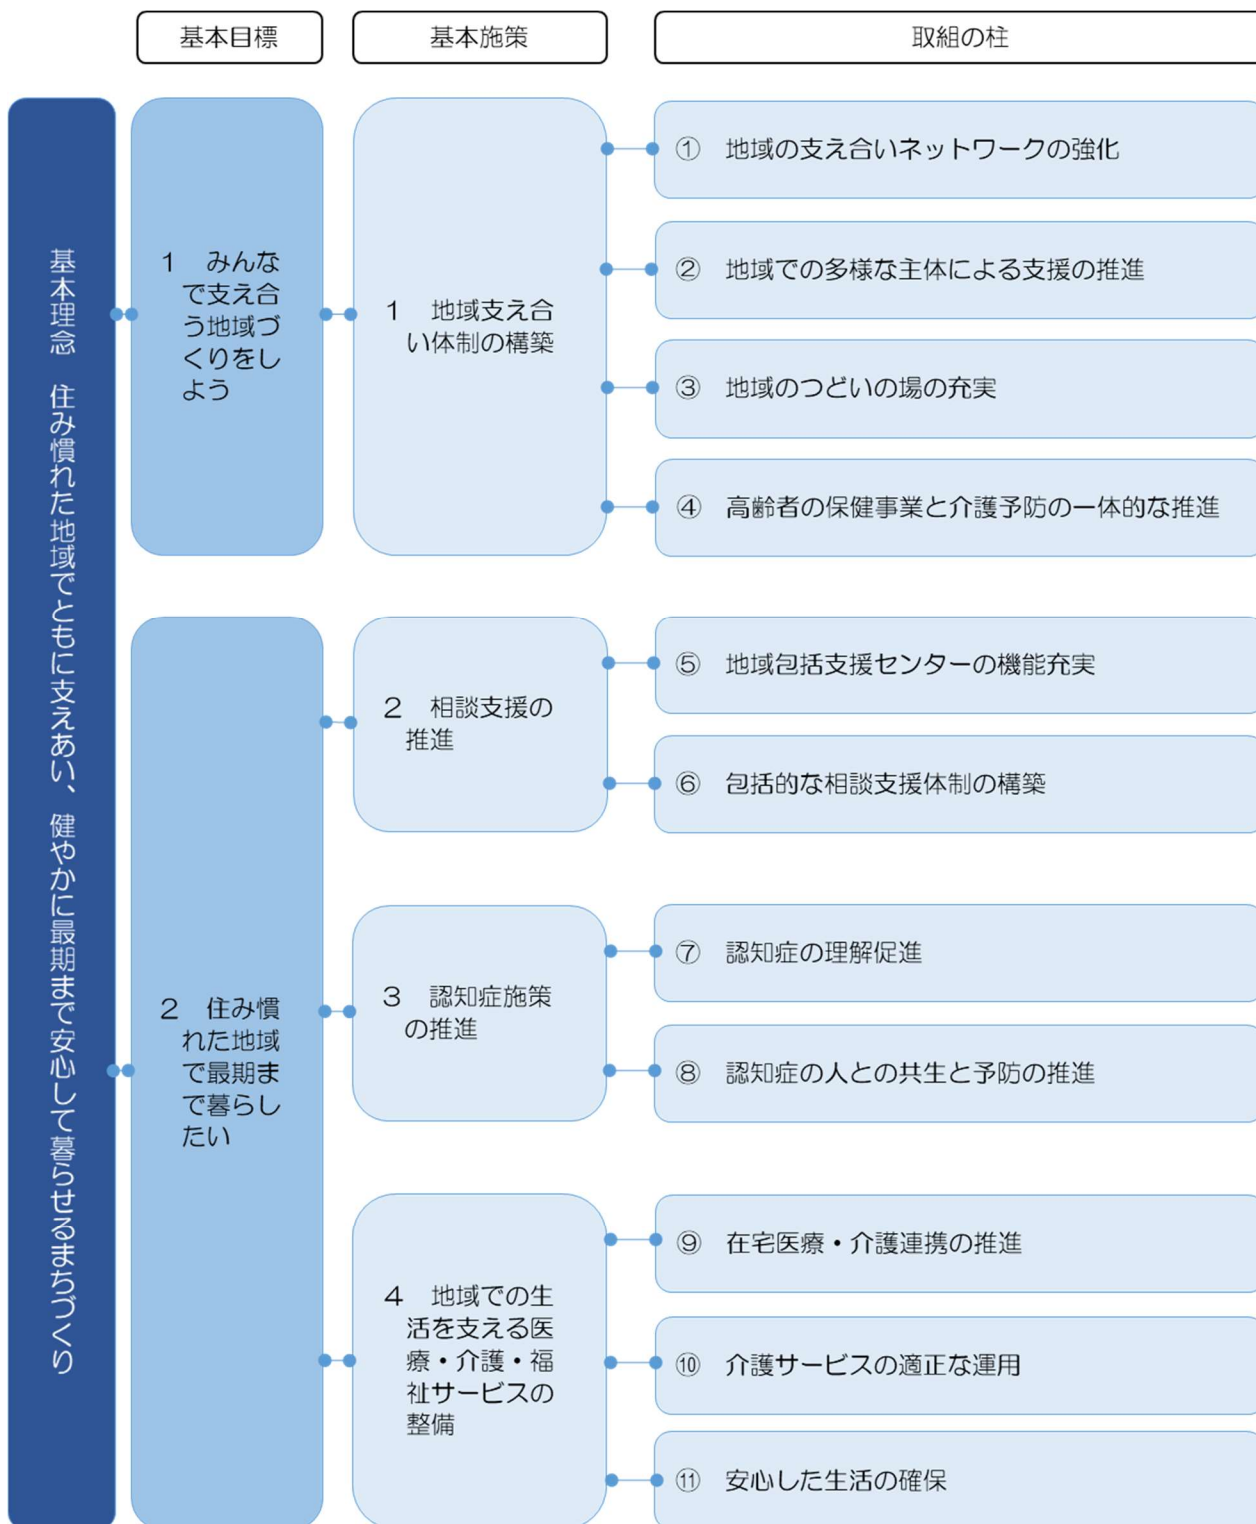 基本目標
基本施策
取組の柱
基本理念　住み慣れた地域でともに支えあい、健やかに最期まで安心して暮らせるまちづくり
１　みんな
で支え合
う地域づ
くりをし
よう
１　地域支え合
い体制の構築
①　地域の支え合いネットワークの強化
②　地域での多様な主体による支援の推進
③　地域のつどいの場の充実
④　高齢者の保健事業と介護予防の一体的な推進
２　住み慣
れた地域
で最期ま
で暮らし
たい
２　相談支援の
推進
⑤　地域包括支援センターの機能充実
⑥　包括的な相談支援体制の構築
３　認知症施策
の推進
⑦　認知症の理解促進
⑧　認知症の人との共生と予防の推進
４　地域での生
活を支える医
療・介護・福
祉サービスの
整備
⑨　在宅医療・介護連携の推進
⑩　介護サービスの適正な運用
⑪　安心した生活の確保